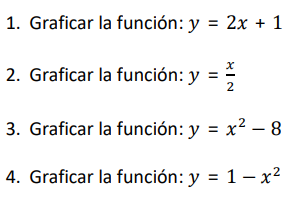 1. Graficar la función: y = 2x + 1
2. Graficar la función: y = x/2
3. Graficar la función: y = x² − 8
4. Graficar la función: y = 1 − x²